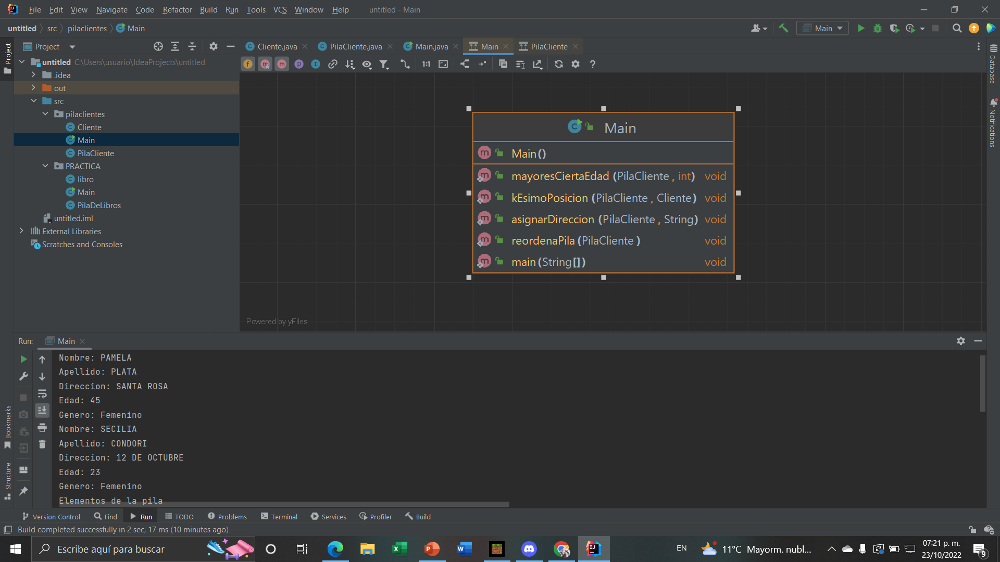 File Edit View Navigate Code Refactor Build Run Tools VCS Window Help untitled - Main
untitled src pilaclientes Main
Main
Project
Project
Cliente.java PilaCliente.java Main.java Main PilaCliente
untitled C:\Users\usuario\IdeaProjects\untitled
1:1
.idea
out
src
pilaclientes
Cliente
Main
PilaCliente
PRACTICA
libro
Main
PilaDeLibros
untitled.iml
External Libraries
Scratches and Consoles
Main
Main()
mayoresCiertaEdad(PilaCliente, int) void
kEsimoPosicion(PilaCliente, Cliente) void
asignarDireccion(PilaCliente, String) void
reordenaPila(PilaCliente) void
main(String[]) void
Powered by yFiles
Database
Notifications
Run: Main
Nombre: PAMELA
Apellido: PLATA
Direccion: SANTA ROSA
Edad: 45
Genero: Femenino
Nombre: SECILIA
Apellido: CONDORI
Direccion: 12 DE OCTUBRE
Edad: 23
Genero: Femenino
Elementos de la pila
Bookmarks
Structure
Version Control Find Run TODO Problems Terminal Services Profiler Build
Build completed successfully in 2 sec, 17 ms (10 minutes ago)
Escribe aquí para buscar
EN
11°C Mayorm. nubl...
07:21 p. m.
23/10/2022
9